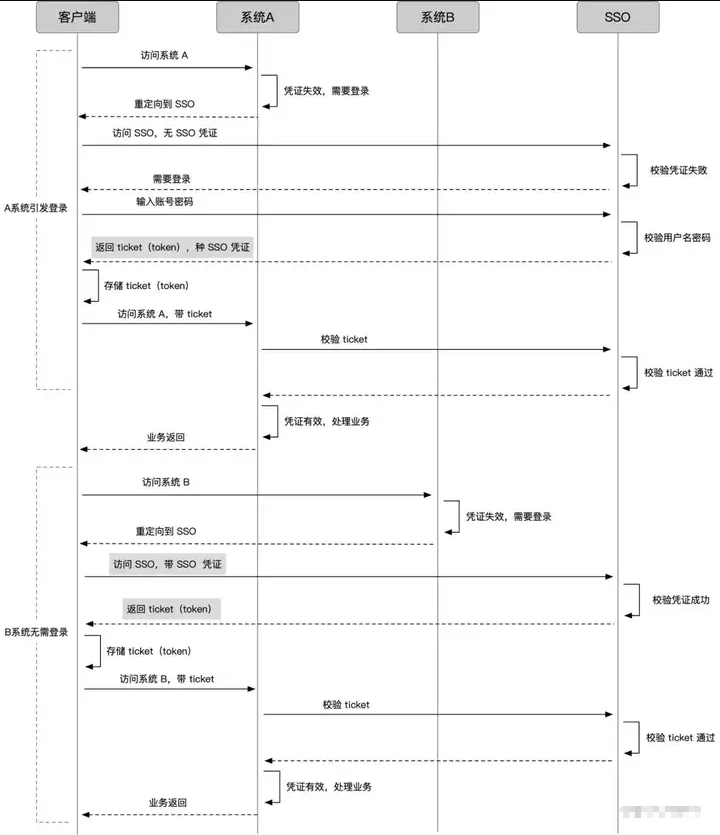 客户端
系统A
系统B
SSO
访问系统 A
凭证失效，需要登录
重定向到 SSO
访问 SSO，无 SSO 凭证
校验凭证失败
需要登录
输入账号密码
A系统引发登录
校验用户名密码
返回 ticket（token），种 SSO 凭证
存储 ticket（token）
访问系统 A，带 ticket
校验 ticket
校验 ticket 通过
凭证有效，处理业务
业务返回
访问系统 B
凭证失效，需要登录
重定向到 SSO
访问 SSO，带 SSO 凭证
校验凭证成功
返回 ticket（token）
B系统无需登录
存储 ticket（token）
访问系统 B，带 ticket
校验 ticket
校验 ticket 通过
凭证有效，处理业务
业务返回